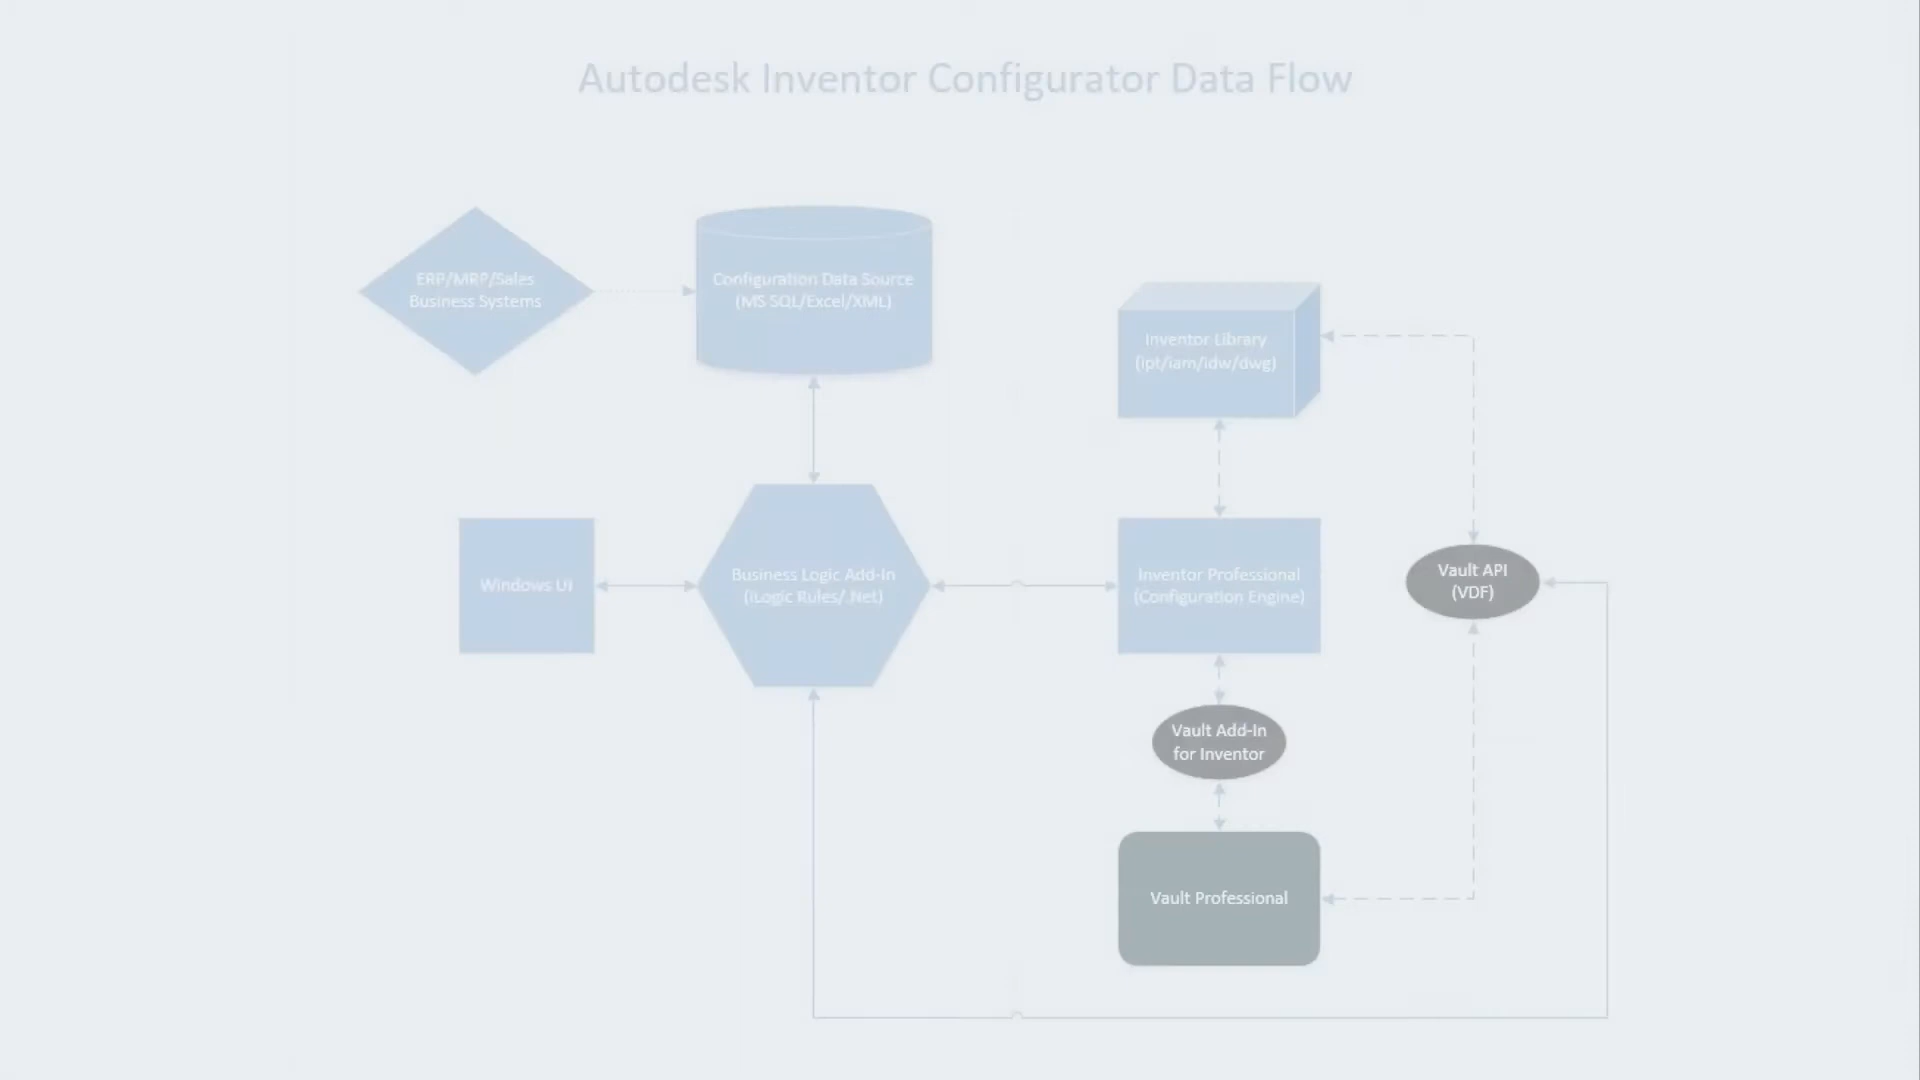 Autodesk Inventor Configurator Data Flow
ERP/MRP/Sales
Business Systems
Configuration Data Source
(MS SQL/Excel/XML)
Inventor Library
(ipt/iam/idw/dwg)
Windows UI
Business Logic Add-In
(iLogic Rules/.Net)
Inventor Professional
(Configuration Engine)
Vault API
(VDF)
Vault Add-In
for Inventor
Vault Professional